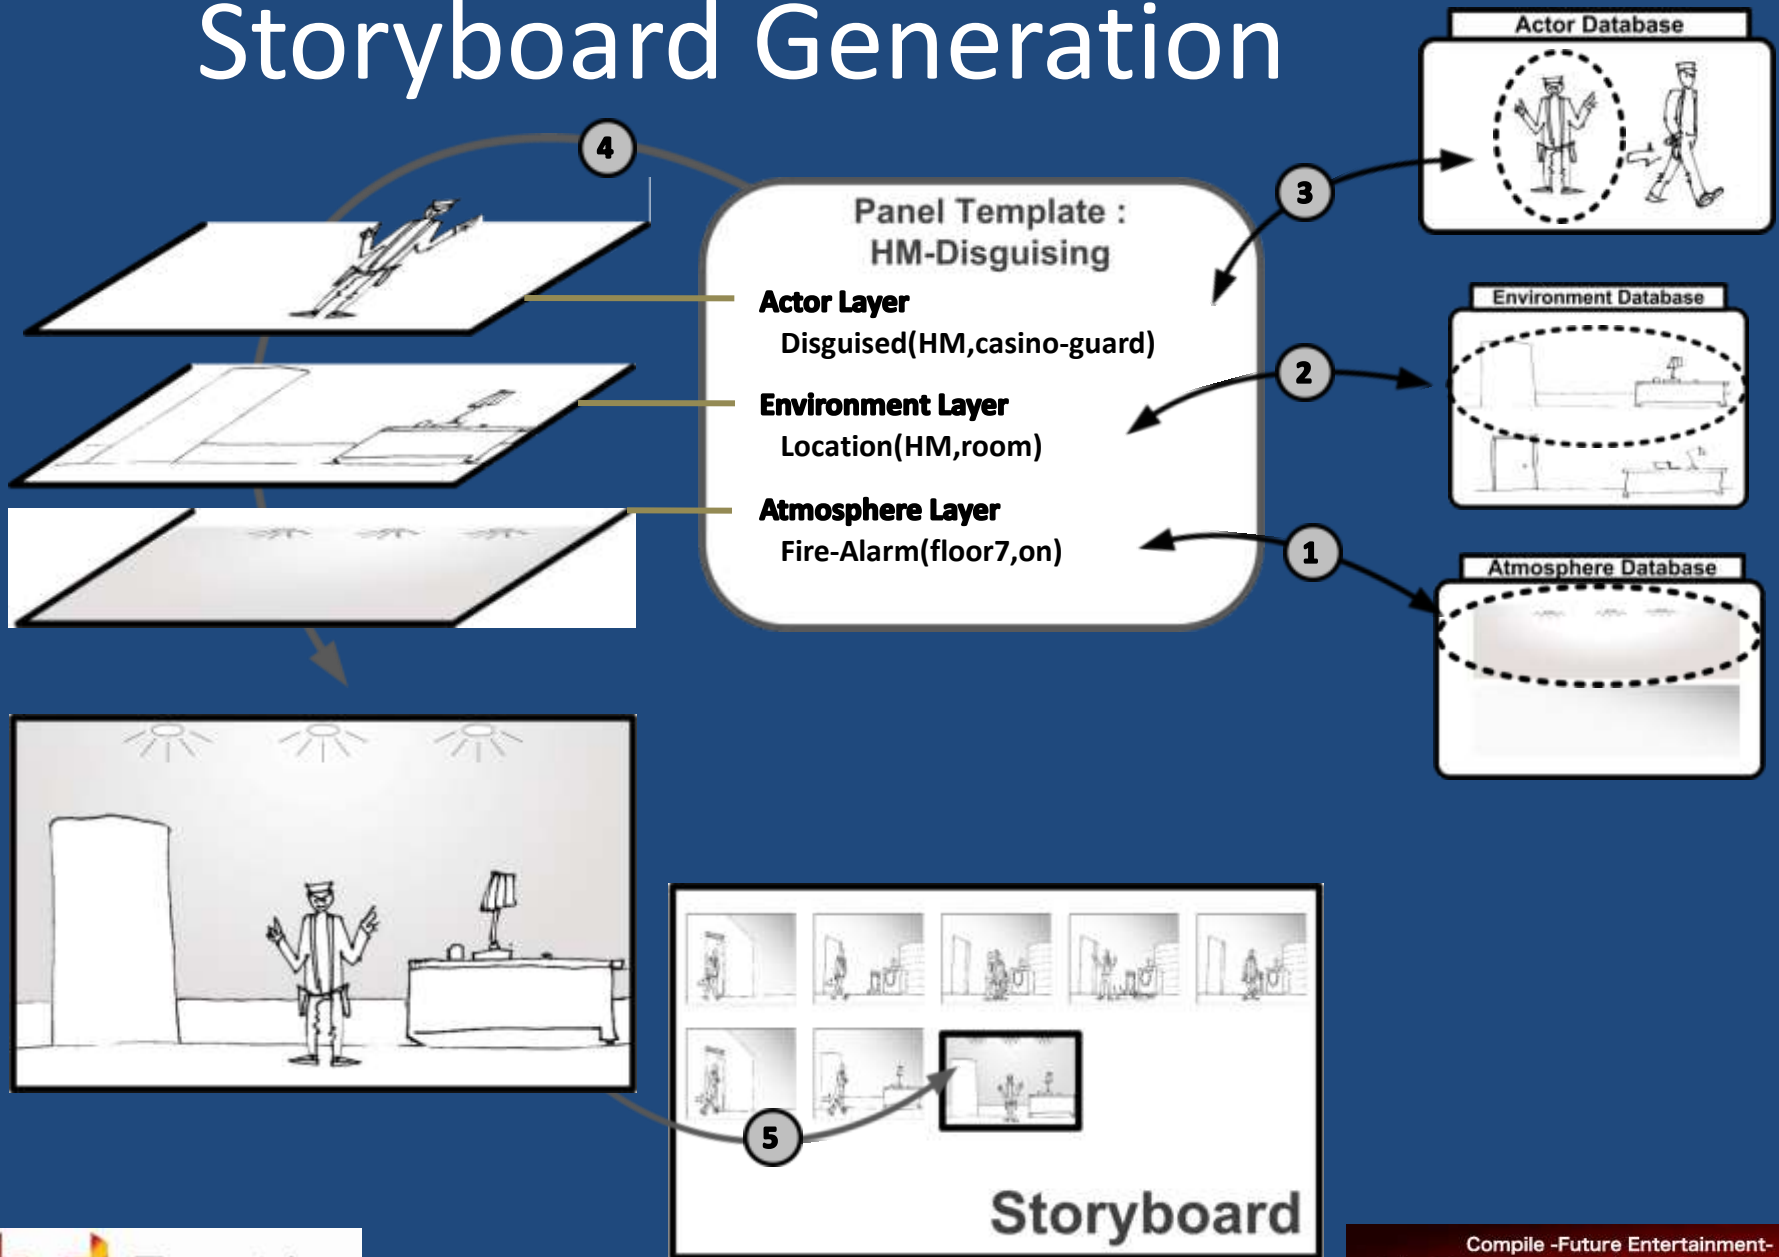 Storyboard Generation
Actor Database
4
3
Panel Template :
HM-Disguising
Actor Layer
Disguised(HM,casino-guard)
Environment Database
2
Environment Layer
Location(HM,room)
Atmosphere Layer
Fire-Alarm(floor7,on)
1
Atmosphere Database
5
Storyboard
Compile -Future Entertainment-